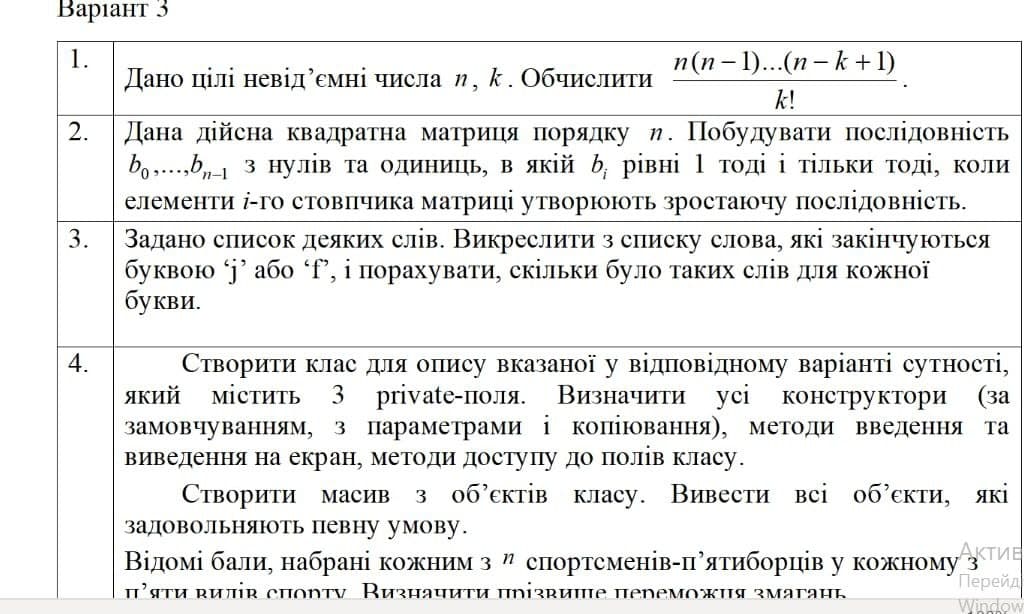 Варіант 3
1.
Дано цілі невід’ємні числа n, k. Обчислити n(n−1)...(n−k+1) / k! .
2. Дана дійсна квадратна матриця порядку n. Побудувати послідовність
b₀,...,bₙ₋₁ з нулів та одиниць, в якій bᵢ рівні 1 тоді і тільки тоді, коли
елементи i-го стовпчика матриці утворюють зростаючу послідовність.
3. Задано список деяких слів. Викреслити з списку слова, які закінчуються
буквою ‘j’ або ‘f’, і порахувати, скільки було таких слів для кожної
букви.
4. Створити клас для опису вказаної у відповідному варіанті сутності,
який містить 3 private-поля. Визначити усі конструктори (за
замовчуванням, з параметрами і копіювання), методи введення та
виведення на екран, методи доступу до полів класу.
Створити масив з об’єктів класу. Вивести всі об’єкти, які
задовольняють певну умову.
Відомі бали, набрані кожним з n спортсменів-п’ятиборців у кожному з
п’яти видів спорту. Визначити прізвище переможця змагань
Актив
Перейд
Window